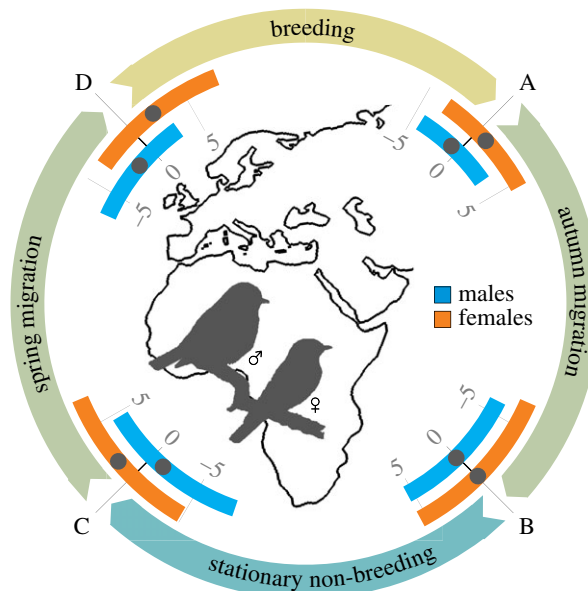 breeding
D
A
5
0
-5
-5
0
5
spring migration
autumn migration
males
females
♂
♀
5
0
-5
-5
0
5
C
B
stationary non-breeding